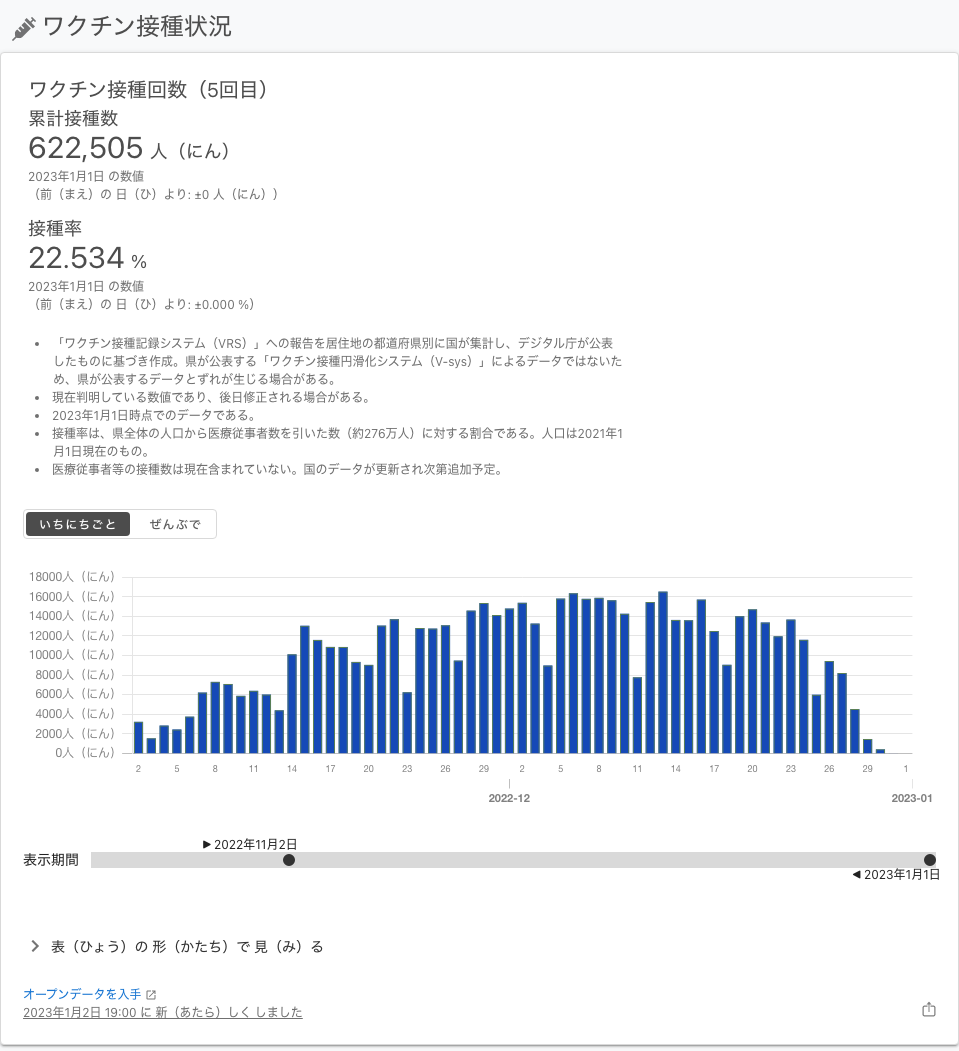 ワクチン接種状況
ワクチン接種回数（5回目）
累計接種数
622,505 人（にん）
2023年1月1日 の数値
（前（まえ）の 日（ひ）より: ±0 人（にん））
接種率
22.534 %
2023年1月1日 の数値
（前（まえ）の 日（ひ）より: ±0.000 %）
• 「ワクチン接種記録システム（VRS）」への報告を居住地の都道府県別に国が集計し、デジタル庁が公表
したものに基づき作成。県が公表する「ワクチン接種円滑化システム（V-sys）」によるデータではないた
め、県が公表するデータとずれが生じる場合がある。
• 現在判明している数値であり、後日修正される場合がある。
• 2023年1月1日時点でのデータである。
• 接種率は、県全体の人口から医療従事者数を引いた数（約276万人）に対する割合である。人口は2021年1
月1日現在のもの。
• 医療従事者等の接種数は現在含まれていない。国のデータが更新され次第追加予定。
いちにちごと ぜんぶで
18000人（にん）
16000人（にん）
14000人（にん）
12000人（にん）
10000人（にん）
8000人（にん）
6000人（にん）
4000人（にん）
2000人（にん）
0人（にん）
2 5 8 11 14 17 20 23 26 29 2 5 8 11 14 17 20 23 26 29 1
2022-12 2023-01
▶ 2022年11月2日
表示期間
◀ 2023年1月1日
表（ひょう）の 形（かたち）で 見（み）る
オープンデータを入手
2023年1月2日 19:00 に 新（あたら）しく しました